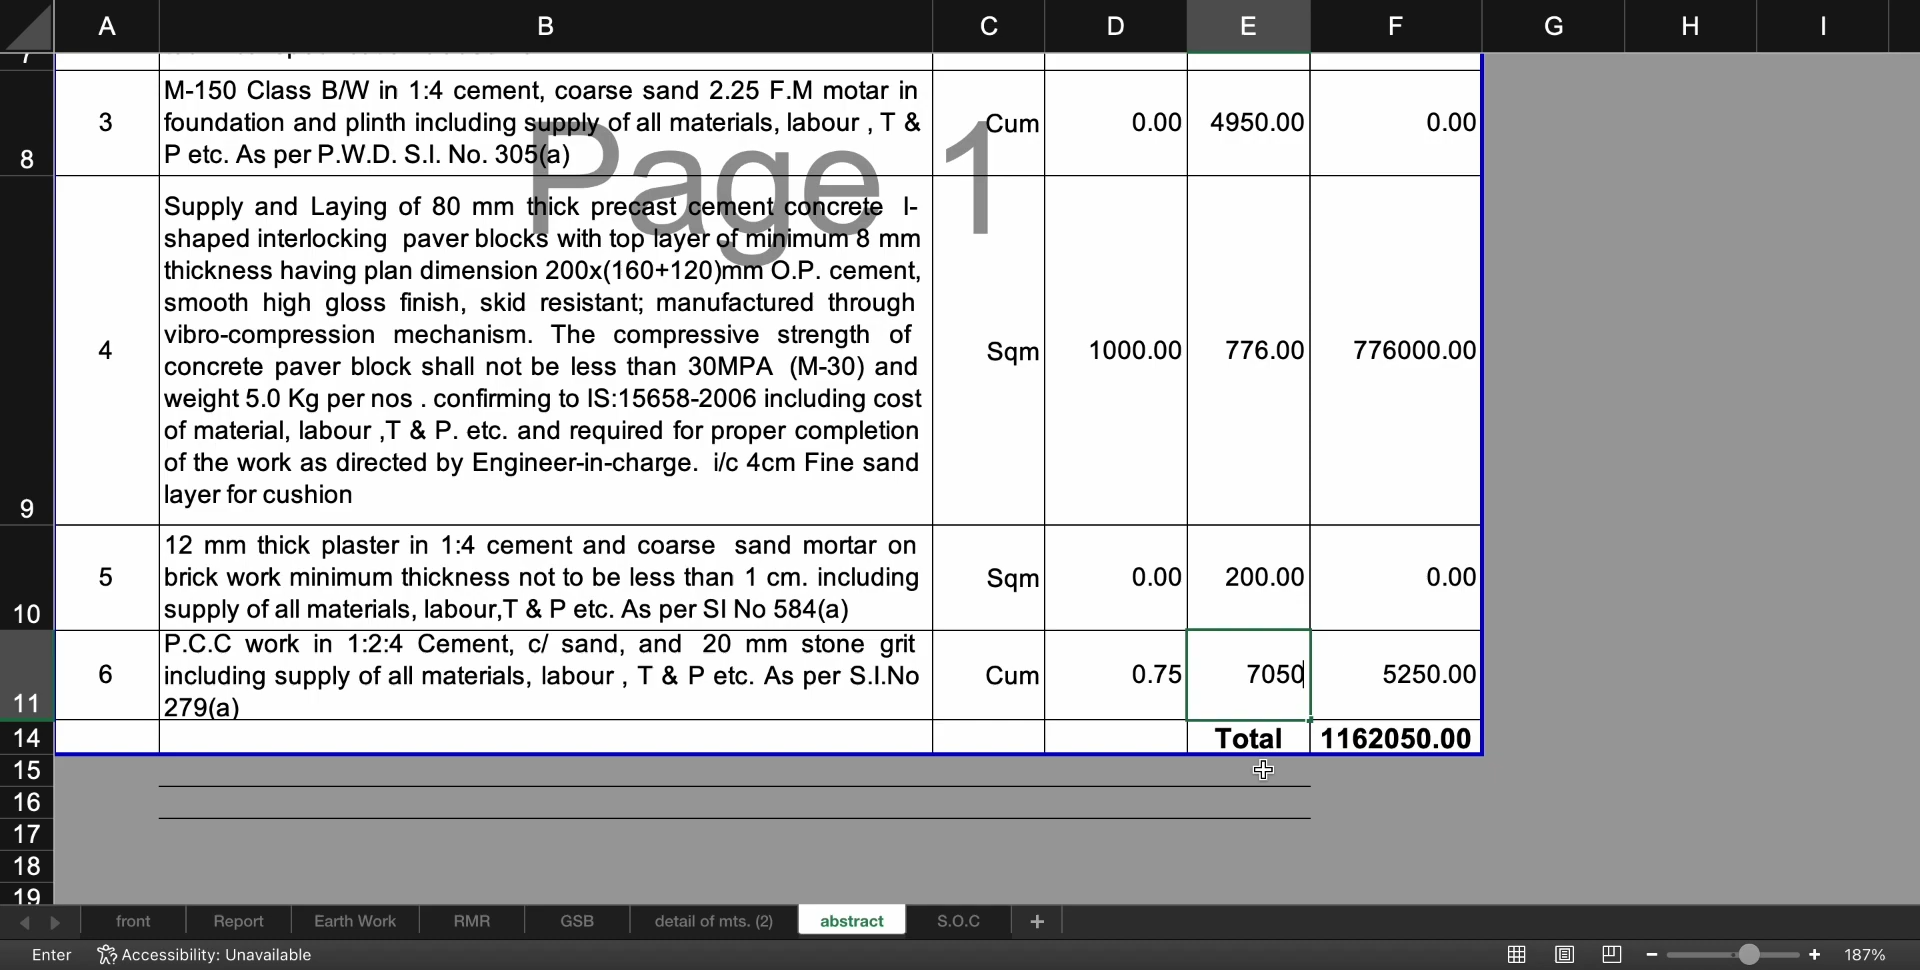 A B C D E F G H I
7
3
M-150 Class B/W in 1:4 cement, coarse sand 2.25 F.M motar in
foundation and plinth including supply of all materials, labour , T &
P etc. As per P.W.D. S.I. No. 305(a)
Cum 0.00 4950.00 0.00
8
Page 1
4
Supply and Laying of 80 mm thick precast cement concrete I-
shaped interlocking paver blocks with top layer of minimum 8 mm
thickness having plan dimension 200x(160+120)mm O.P. cement,
smooth high gloss finish, skid resistant; manufactured through
vibro-compression mechanism. The compressive strength of
concrete paver block shall not be less than 30MPA (M-30) and
weight 5.0 Kg per nos . confirming to IS:15658-2006 including cost
of material, labour ,T & P. etc. and required for proper completion
of the work as directed by Engineer-in-charge. i/c 4cm Fine sand
layer for cushion
Sqm 1000.00 776.00 776000.00
9
5
12 mm thick plaster in 1:4 cement and coarse sand mortar on
brick work minimum thickness not to be less than 1 cm. including
supply of all materials, labour,T & P etc. As per SI No 584(a)
Sqm 0.00 200.00 0.00
10
6
P.C.C work in 1:2:4 Cement, c/ sand, and 20 mm stone grit
including supply of all materials, labour , T & P etc. As per S.I.No
279(a)
Cum 0.75 7050 5250.00
11
14 Total 1162050.00
15
16
17
18
19
front Report Earth Work RMR GSB detail of mts. (2) abstract S.O.C +
Enter Accessibility: Unavailable − + 187%